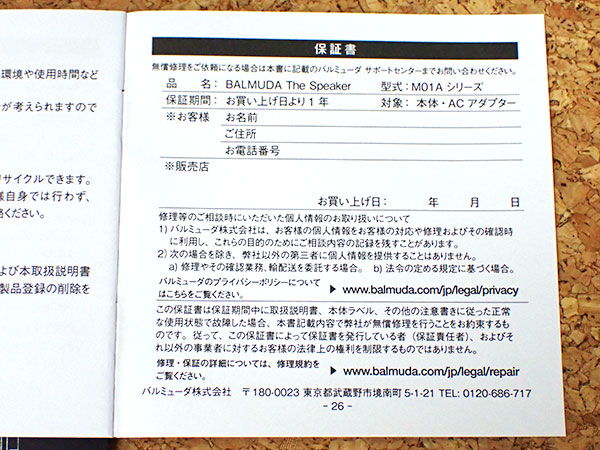 環境や使用時間など
が考えられますので
リサイクルできます。
様自身では行わず、
絡ください。
よび本取扱説明書
製品登録の削除を
保証書
無償修理をご依頼になる場合は本書に記載のバルミューダ サポートセンターまでお問い合わせください。
品 名: BALMUDA The Speaker 型式: M01A シリーズ
保証期間: お買い上げ日より1年 対象: 本体・ACアダプター
※お客様 お名前
ご住所
お電話番号
※販売店
お買い上げ日: 年 月 日
修理等のご相談時にいただいた個人情報のお取り扱いについて
1) バルミューダ株式会社は、お客様の個人情報をお客様の対応や修理およびその確認時
に利用し、これらの目的のためにご相談内容の記録を残すことがあります。
2) 次の場合を除き、弊社以外の第三者に個人情報を提供することはありません。
a) 修理やその確認業務、輸配送を委託する場合。 b) 法令の定める規定に基づく場合。
バルミューダのプライバシーポリシーについて
はこちらをご覧ください。 ▶ www.balmuda.com/jp/legal/privacy
この保証書は保証期間中に取扱説明書、本体ラベル、その他の注意書きに従った正常
な使用状態で故障した場合、本書記載内容で弊社が無償修理を行うことをお約束するも
のです。従って、この保証書によって保証書を発行している者（保証責任者）、およびそ
れ以外の事業者に対するお客様の法律上の権利を制限するものではありません。
修理・保証の詳細については、修理規約を
ご覧ください。 ▶ www.balmuda.com/jp/legal/repair
バルミューダ株式会社 〒180-0023 東京都武蔵野市境南町 5-1-21 TEL: 0120-686-717
- 26 -